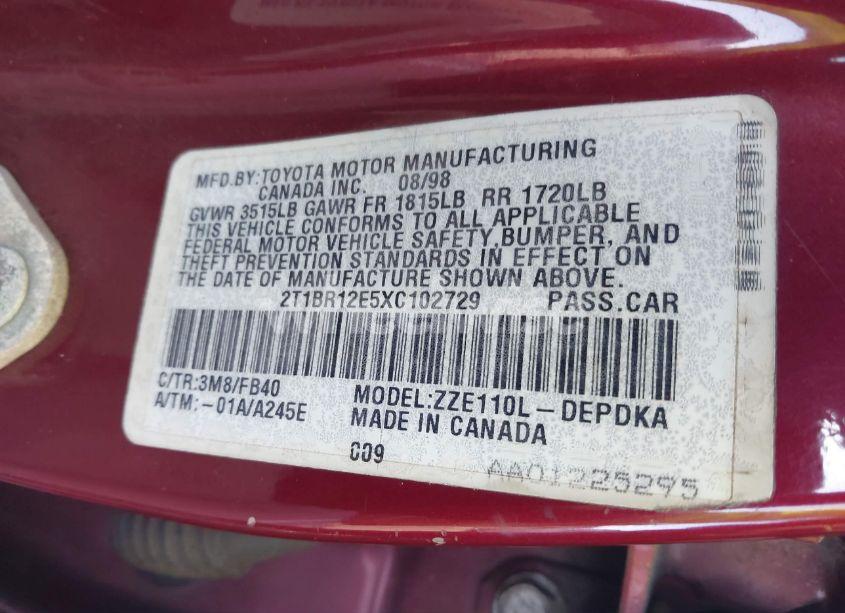 MFD.BY:TOYOTA MOTOR MANUFACTURING
CANADA INC. 08/98
GVWR 3515LB GAWR FR 1815LB RR 1720LB
THIS VEHICLE CONFORMS TO ALL APPLICABLE
FEDERAL MOTOR VEHICLE SAFETY,BUMPER, AND
THEFT PREVENTION STANDARDS IN EFFECT ON
THE DATE OF MANUFACTURE SHOWN ABOVE.
2T1BR12E5XC102729 PASS.CAR
C/TR:3M8/FB40 MODEL:ZZE110L-DEPDKA
A/TM:-01A/A245E MADE IN CANADA
C09
AA01225295